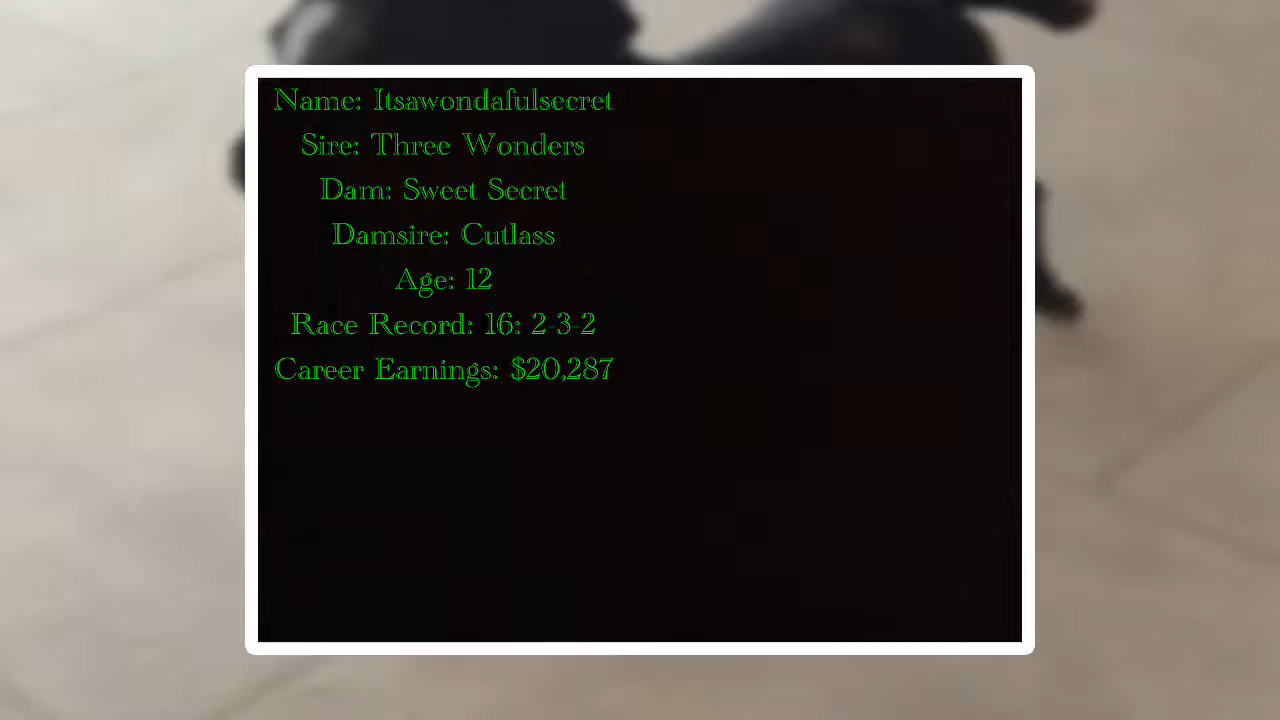 Name: Itsawondafulsecret
Sire: Three Wonders
Dam: Sweet Secret
Damsire: Cutlass
Age: 12
Race Record: 16: 2-3-2
Career Earnings: $20,287